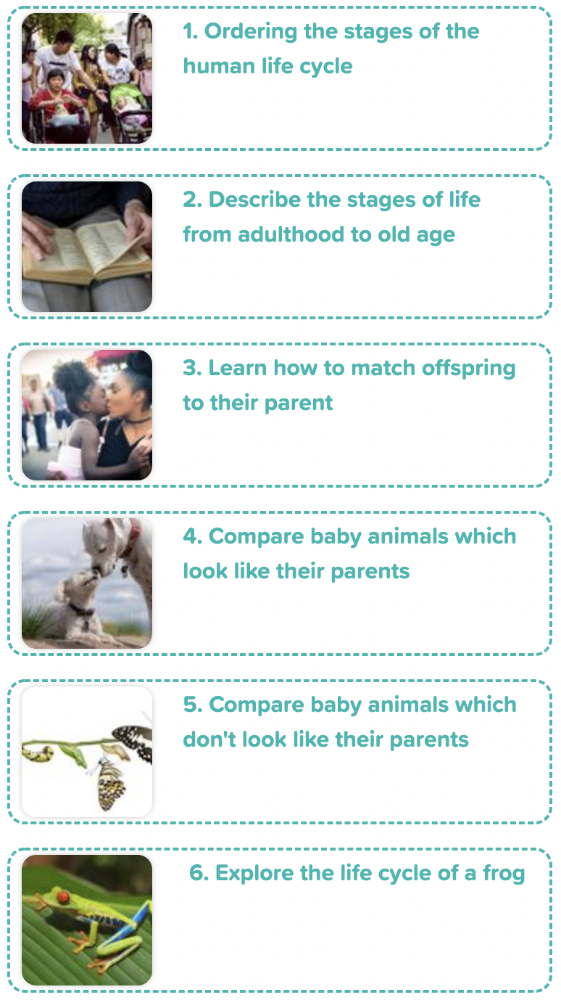 1. Ordering the stages of the
human life cycle
2. Describe the stages of life
from adulthood to old age
3. Learn how to match offspring
to their parent
4. Compare baby animals which
look like their parents
5. Compare baby animals which
don't look like their parents
6. Explore the life cycle of a frog